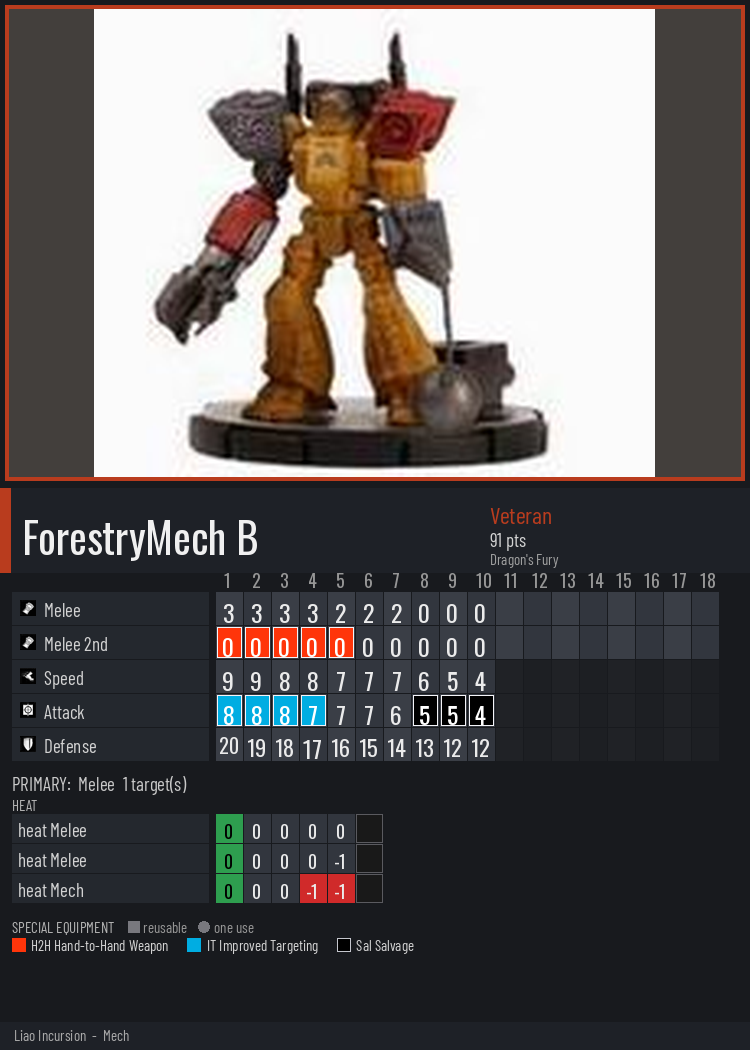 ForestryMech B
Veteran
91 pts
Dragon's Fury
1 2 3 4 5 6 7 8 9 10 11 12 13 14 15 16 17 18
Melee 3 3 3 3 2 2 2 0 0 0
Melee 2nd 0 0 0 0 0 0 0 0 0 0
Speed 9 9 8 8 7 7 7 6 5 4
Attack 8 8 8 7 7 7 6 5 5 4
Defense 20 19 18 17 16 15 14 13 12 12
PRIMARY: Melee 1 target(s)
HEAT
heat Melee 0 0 0 0 0
heat Melee 0 0 0 0 -1
heat Mech 0 0 0 -1 -1
SPECIAL EQUIPMENT reusable one use
H2H Hand-to-Hand Weapon IT Improved Targeting Sal Salvage
Liao Incursion - Mech